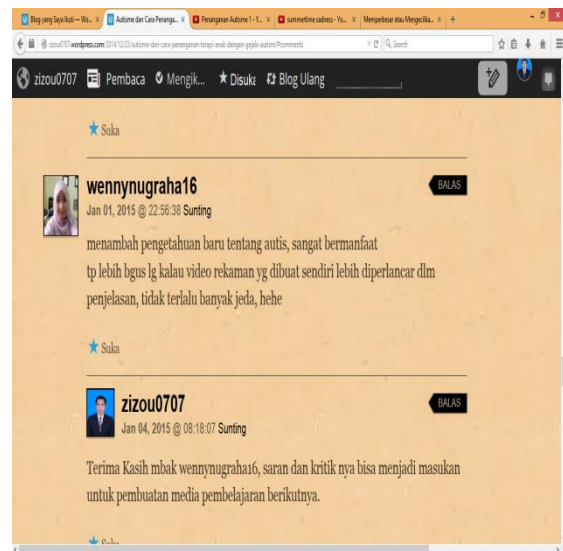 Blog yang Saya Ikuti — Wo... × Autisme dan Cara Penanga... × Penanganan Autisme 1 - Y... × summertime sadness - Yo... × Memperbesar atau Mengecilka... × +
zizou0707.wordpress.com/2014/12/23/autisme-dan-cara-penanganan-terapi-anak-dengan-gejala-autism/#comments Search
zizou0707 Pembaca Mengik... Disuka Blog Ulang
Suka
wennynugraha16 BALAS
Jan 01, 2015 @ 22:56:38 Sunting
menambah pengetahuan baru tentang autis, sangat bermanfaat
tp lebih bgus lg kalau video rekaman yg dibuat sendiri lebih diperlancar dlm
penjelasan, tidak terlalu banyak jeda, hehe
Suka
zizou0707 BALAS
Jan 04, 2015 @ 08:18:07 Sunting
Terima Kasih mbak wennynugraha16, saran dan kritik nya bisa menjadi masukan
untuk pembuatan media pembelajaran berikutnya.
Suka